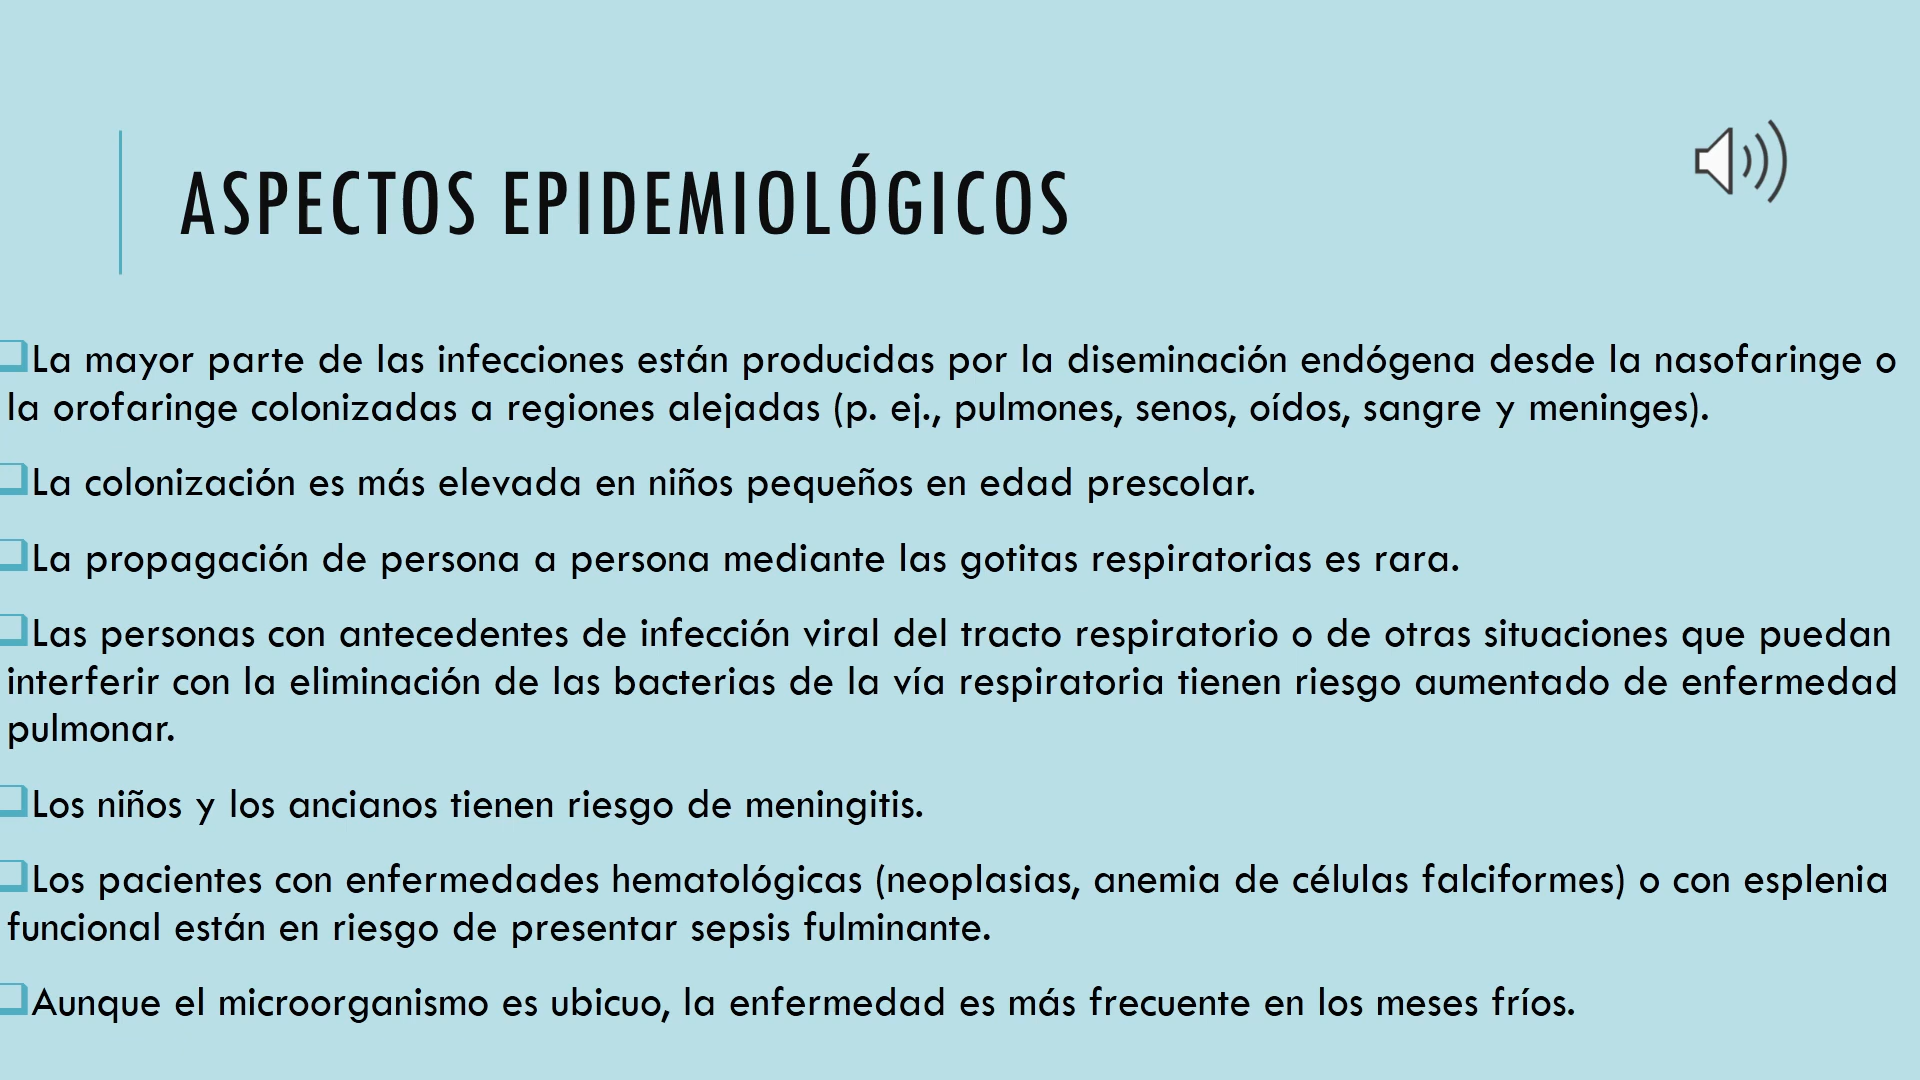 ASPECTOS EPIDEMIOLÓGICOS
La mayor parte de las infecciones están producidas por la diseminación endógena desde la nasofaringe o
la orofaringe colonizadas a regiones alejadas (p. ej., pulmones, senos, oídos, sangre y meninges).
La colonización es más elevada en niños pequeños en edad prescolar.
La propagación de persona a persona mediante las gotitas respiratorias es rara.
Las personas con antecedentes de infección viral del tracto respiratorio o de otras situaciones que puedan
interferir con la eliminación de las bacterias de la vía respiratoria tienen riesgo aumentado de enfermedad
pulmonar.
Los niños y los ancianos tienen riesgo de meningitis.
Los pacientes con enfermedades hematológicas (neoplasias, anemia de células falciformes) o con esplenia
funcional están en riesgo de presentar sepsis fulminante.
Aunque el microorganismo es ubicuo, la enfermedad es más frecuente en los meses fríos.